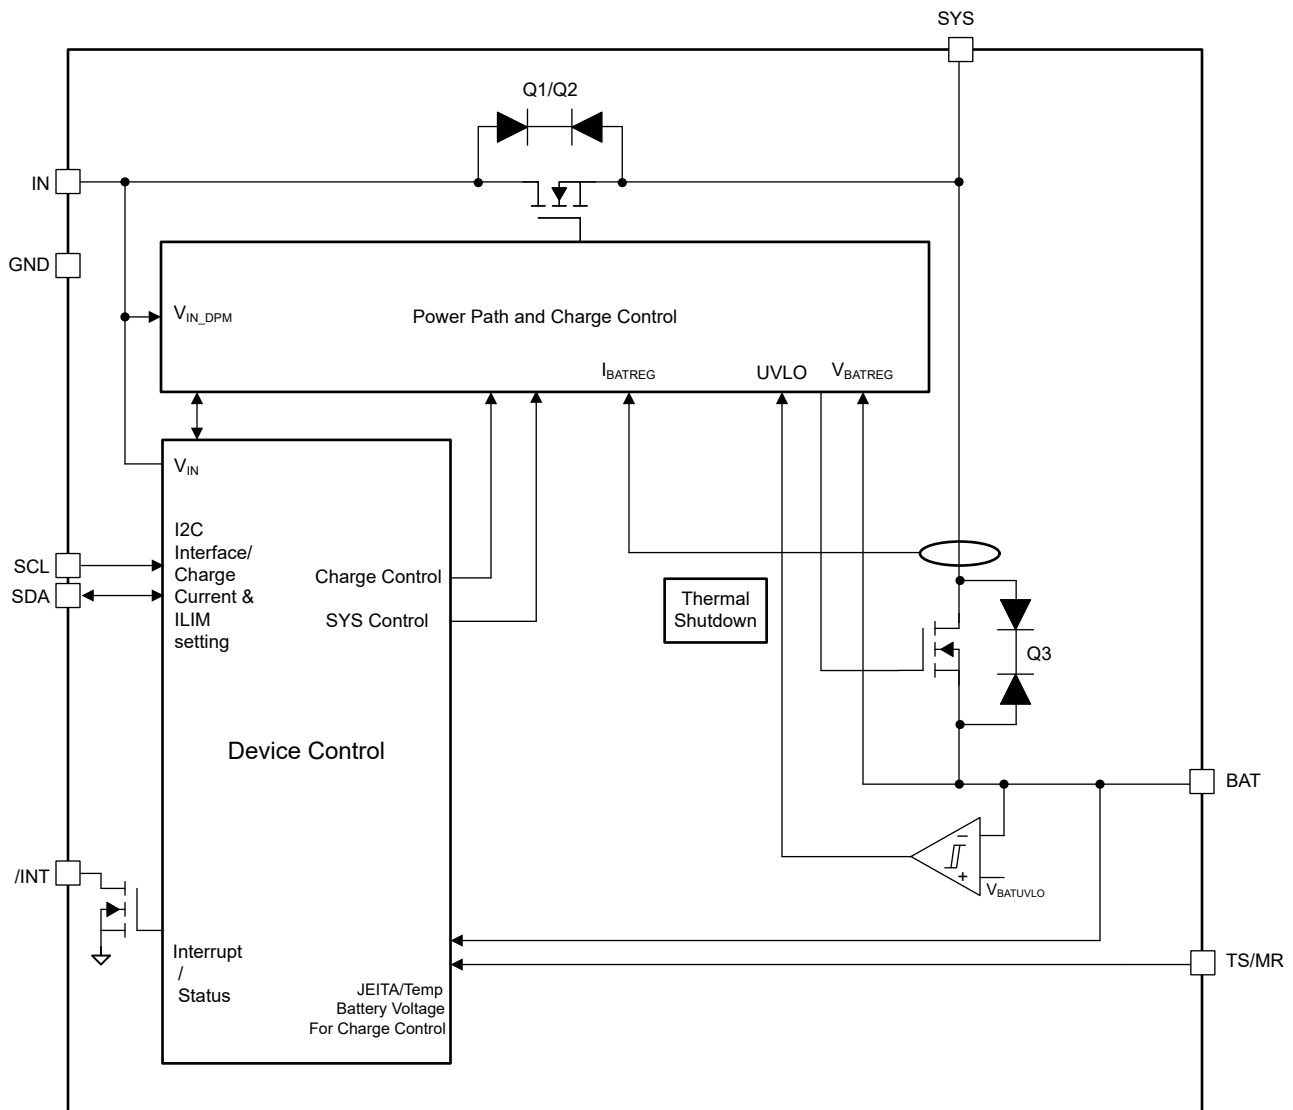 SYS
Q1/Q2
IN
GND
VIN_DPM
Power Path and Charge Control
IBATREG
UVLO
VBATREG
VIN
I2C
Interface/
Charge
Current &
ILIM
setting
SCL
SDA
Charge Control
SYS Control
Thermal
Shutdown
Q3
Device Control
BAT
−
+
VBATUVLO
/INT
Interrupt
/
Status
TS/MR
JEITA/Temp
Battery Voltage
For Charge Control